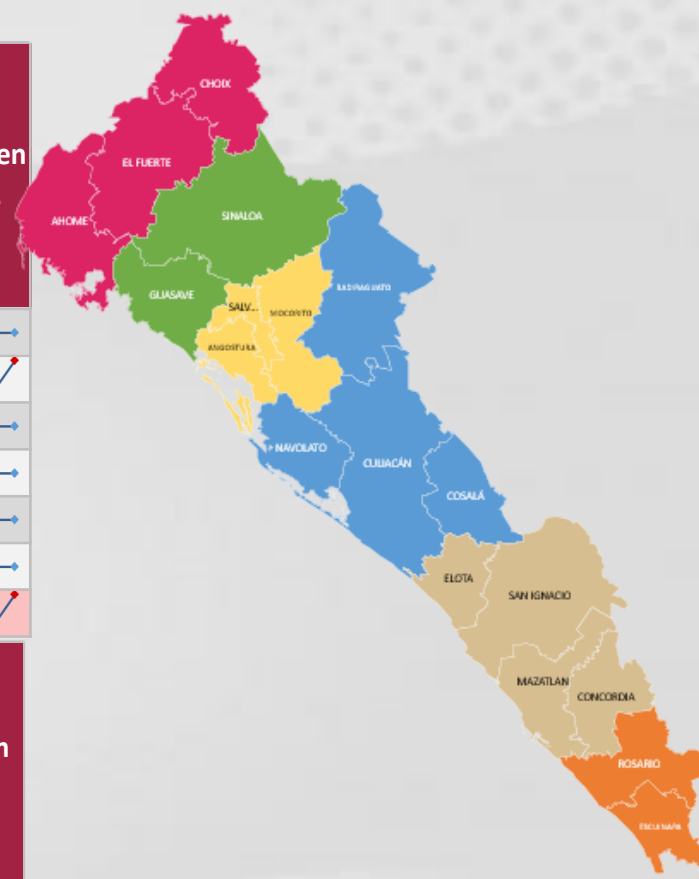 en
CHOIX
EL FUERTE
AHOME
SINALOA
GUASAVE
BADIRAGUATO
SALV...
MOCORITO
ANGOSTURA
NAVOLATO
CULIACÁN
COSALÁ
ELOTA
SAN IGNACIO
MAZATLAN
CONCORDIA
n
ROSARIO
ESCUINAPA